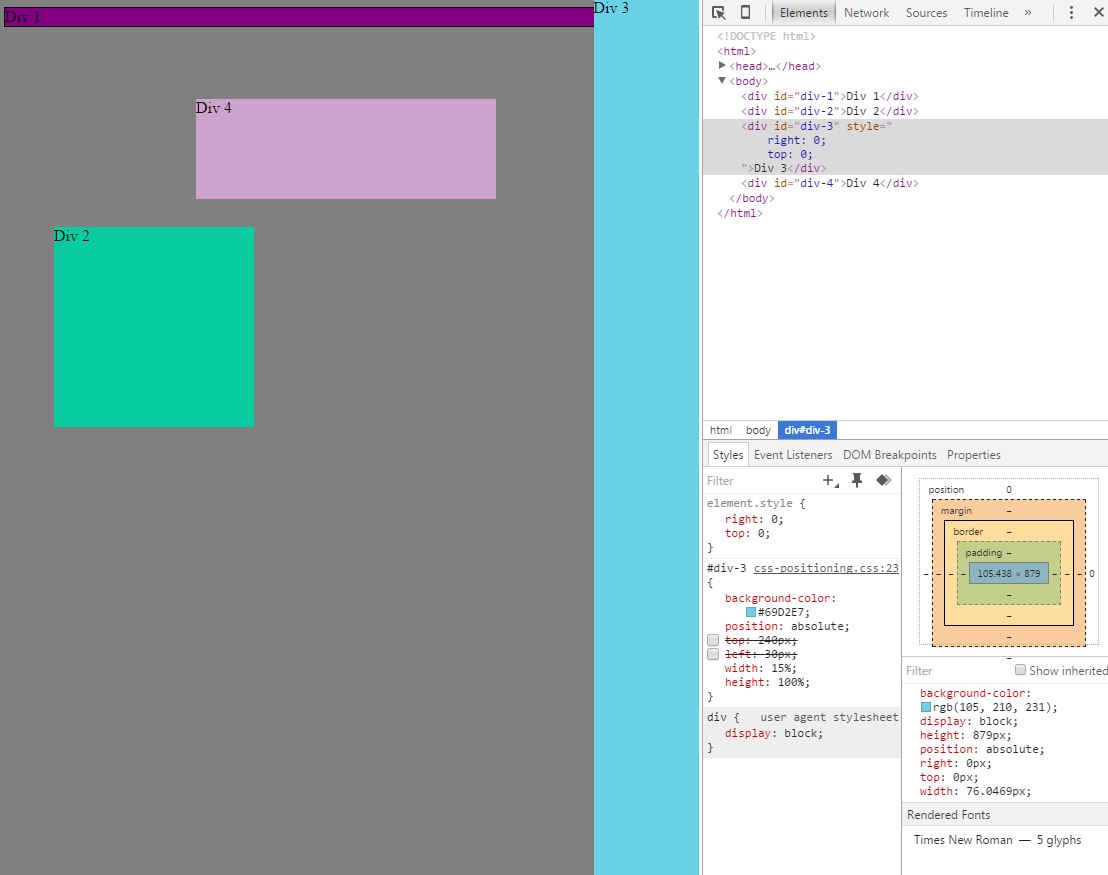 Div 1
Div 3
Div 4
Div 2
Elements Network Sources Timeline »
<!DOCTYPE html>
<html>
<head>…</head>
<body>
<div id="div-1">Div 1</div>
<div id="div-2">Div 2</div>
<div id="div-3" style="
right: 0;
top: 0;
">Div 3</div>
<div id="div-4">Div 4</div>
</body>
</html>
html body div#div-3
Styles Event Listeners DOM Breakpoints Properties
Filter
element.style {
right: 0;
top: 0;
}
#div-3 css-positioning.css:23
{
background-color:
#69D2E7;
position: absolute;
top: 240px;
left: 30px;
width: 15%;
height: 100%;
}
div { user agent stylesheet
display: block;
}
position 0
margin –
border –
padding –
– – – 105.438 × 879 – – – 0
–
–
–
–
Filter Show inherited
background-color:
rgb(105, 210, 231);
display: block;
height: 879px;
position: absolute;
right: 0px;
top: 0px;
width: 76.0469px;
Rendered Fonts
Times New Roman — 5 glyphs